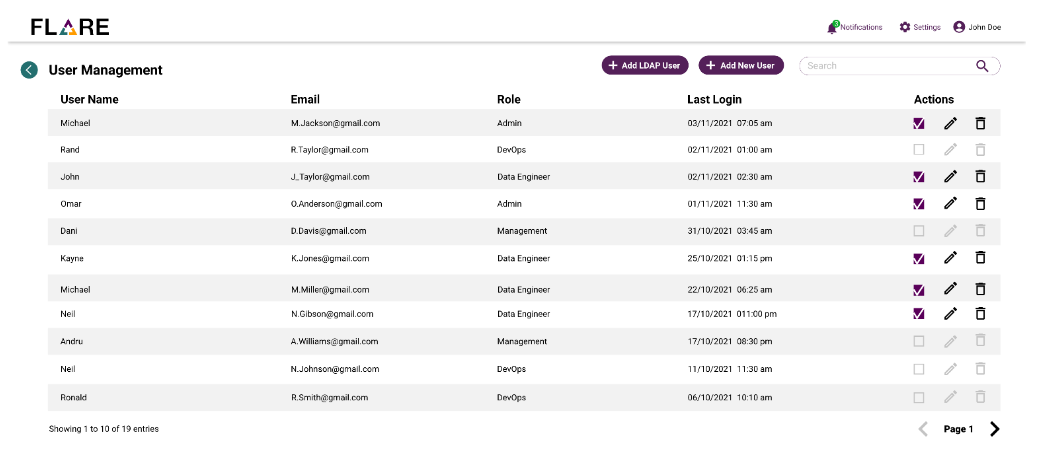 FLARE
3
Notifications Settings John Doe
User Management
+ Add LDAP User + Add New User Search
User Name Email Role Last Login Actions
Michael M.Jackson@gmail.com Admin 03/11/2021 07:05 am
Rand R.Taylor@gmail.com DevOps 02/11/2021 01:00 am
John J_Taylor@gmail.com Data Engineer 02/11/2021 02:30 am
Omar O.Anderson@gmail.com Admin 01/11/2021 11:30 am
Dani D.Davis@gmail.com Management 31/10/2021 03:45 am
Kayne K.Jones@gmail.com Data Engineer 25/10/2021 01:15 pm
Michael M.Miller@gmail.com Data Engineer 22/10/2021 06:25 am
Neil N.Gibson@gmail.com Data Engineer 17/10/2021 011:00 pm
Andru A.Williams@gmail.com Management 17/10/2021 08:30 pm
Neil N.Johnson@gmail.com DevOps 11/10/2021 11:30 am
Ronald R.Smith@gmail.com DevOps 06/10/2021 10:10 am
Showing 1 to 10 of 19 entries Page 1